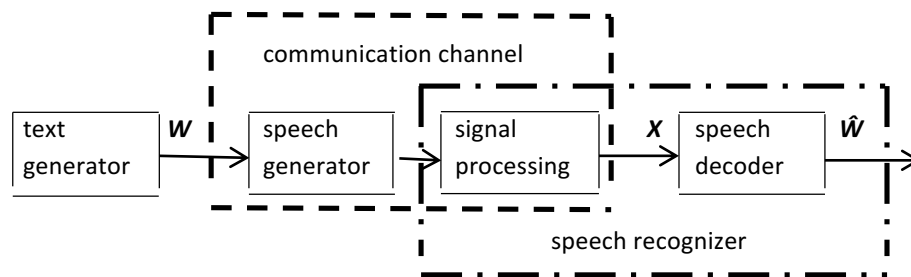 communication channel
text
generator
W
speech
generator
signal
processing
X
speech
decoder
Ŵ
speech recognizer